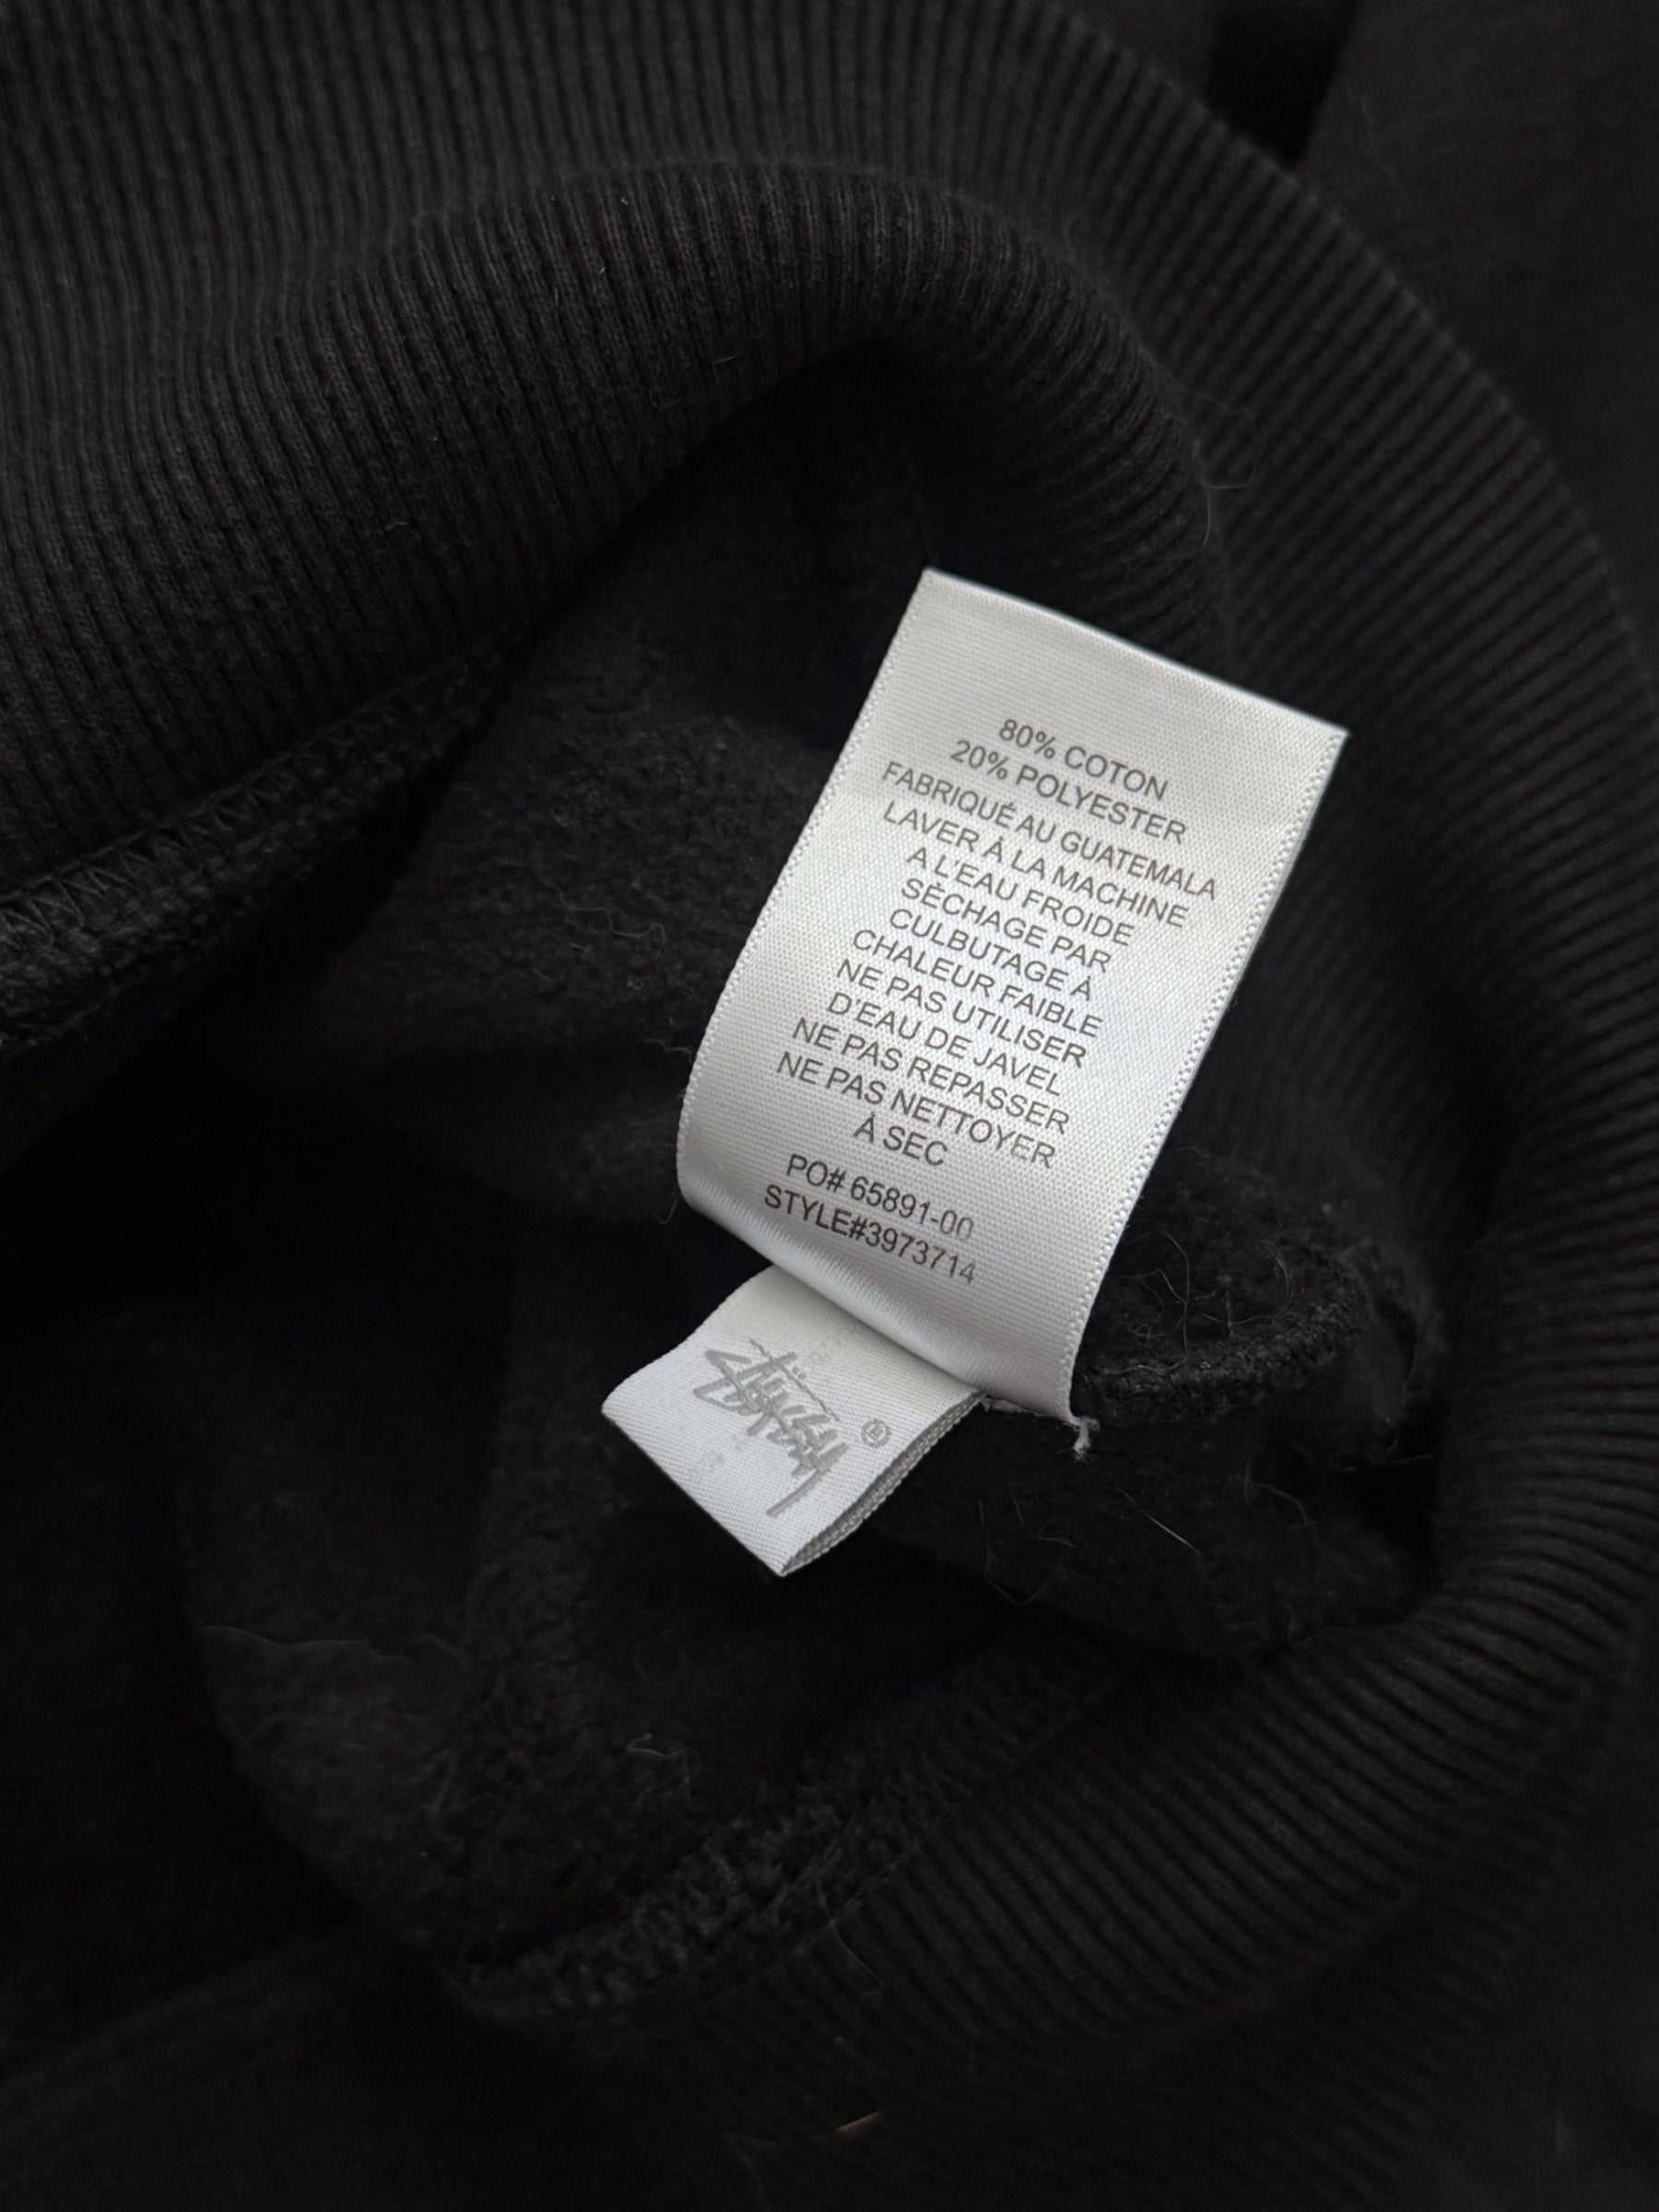 80% COTON
20% POLYESTER
FABRIQUÉ AU GUATEMALA
LAVER À LA MACHINE
A L'EAU FROIDE
SÉCHAGE PAR
CULBUTAGE À
CHALEUR FAIBLE
NE PAS UTILISER
D'EAU DE JAVEL
NE PAS REPASSER
NE PAS NETTOYER
À SEC
PO# 65891-00
STYLE#3973714
Stüssy ®